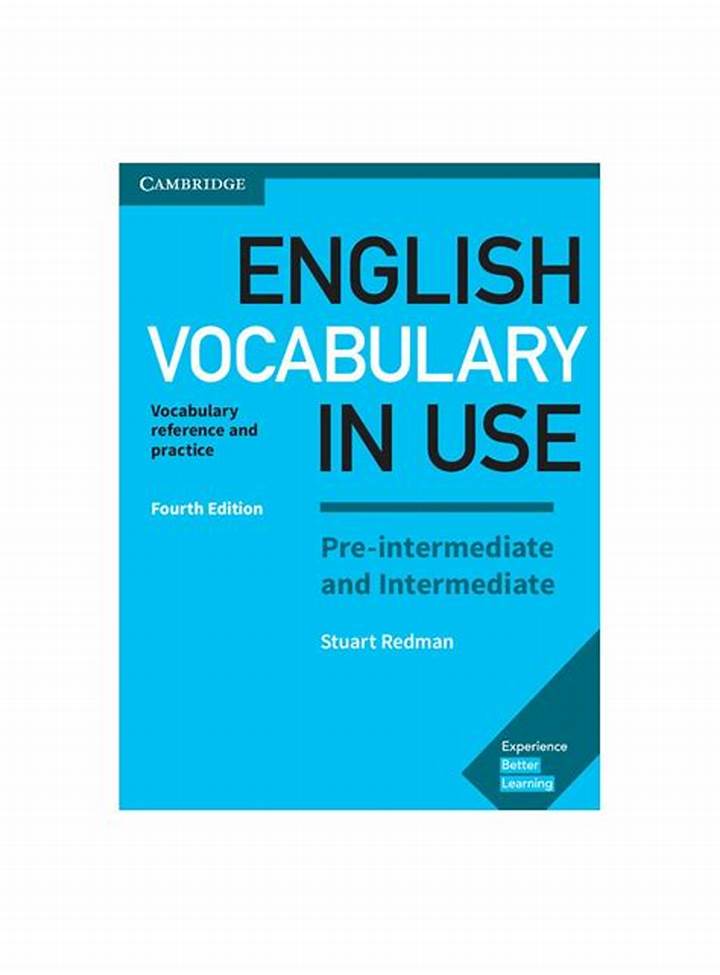 CAMBRIDGE
ENGLISH
VOCABULARY
IN USE
Vocabulary
reference and
practice
Fourth Edition
Pre-intermediate
and Intermediate
Stuart Redman
Experience
Better
Learning